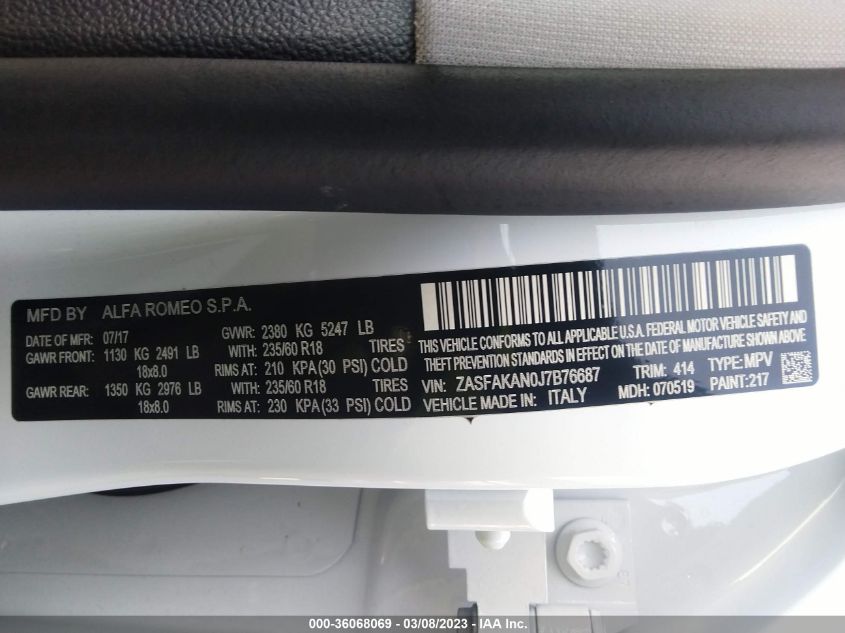 MFD BY ALFA ROMEO S.P.A.
DATE OF MFR: 07/17 GVWR: 2380 KG 5247 LB
GAWR FRONT: 1130 KG 2491 LB WITH: 235/60 R18 TIRES
18x8.0 RIMS AT: 210 KPA (30 PSI) COLD
GAWR REAR: 1350 KG 2976 LB WITH: 235/60 R18 TIRES
18x8.0 RIMS AT: 230 KPA (33 PSI) COLD
THIS VEHICLE CONFORMS TO ALL APPLICABLE U.S.A. FEDERAL MOTOR VEHICLE SAFETY AND
THEFT PREVENTION STANDARDS IN EFFECT ON THE DATE OF MANUFACTURE SHOWN ABOVE
VIN: ZASFAKAN0J7B76687 TRIM: 414 TYPE: MPV
VEHICLE MADE IN: ITALY MDH: 070519 PAINT: 217
000-36068069 - 03/08/2023 - IAA Inc.